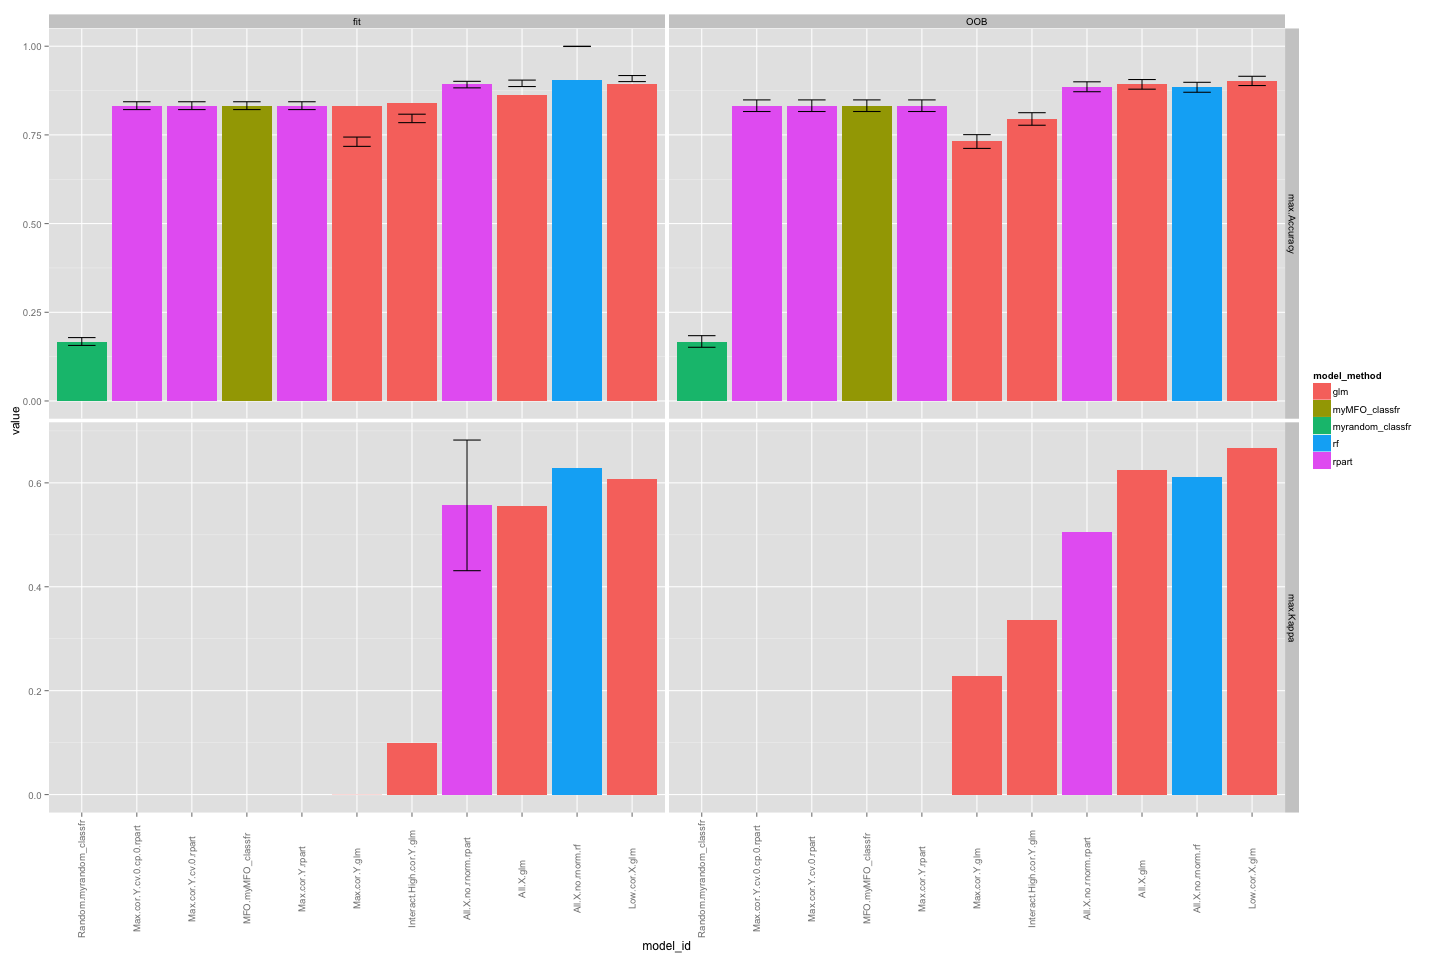 fit
OOB
1.00
0.75
0.50
0.25
0.00
max.Accuracy
value
0.6
0.4
0.2
0.0
max.Kappa
model_method
glm
myMFO_classfr
myrandom_classfr
rf
rpart
Random.myrandom_classfr
Max.cor.Y.cv.0.cp.0.rpart
Max.cor.Y.cv.0.rpart
MFO.myMFO_classfr
Max.cor.Y.rpart
Max.cor.Y.glm
Interact.High.cor.Y.glm
All.X.no.rnorm.rpart
All.X.glm
All.X.no.rnorm.rf
Low.cor.X.glm
Random.myrandom_classfr
Max.cor.Y.cv.0.cp.0.rpart
Max.cor.Y.cv.0.rpart
MFO.myMFO_classfr
Max.cor.Y.rpart
Max.cor.Y.glm
Interact.High.cor.Y.glm
All.X.no.rnorm.rpart
All.X.glm
All.X.no.rnorm.rf
Low.cor.X.glm
model_id